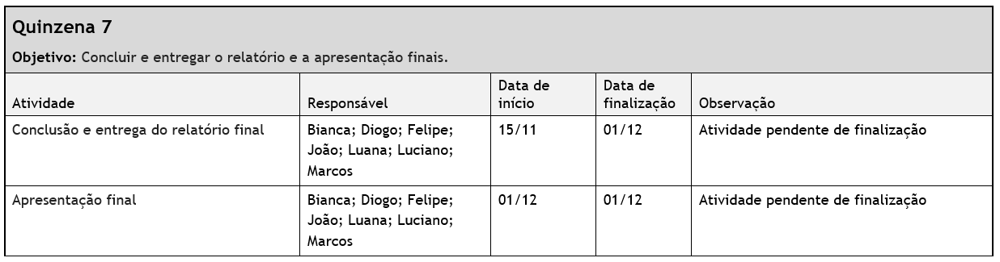 Quinzena 7
Objetivo: Concluir e entregar o relatório e a apresentação finais.
Atividade
Responsável
Data de
início
Data de
finalização
Observação
Conclusão e entrega do relatório final
Bianca; Diogo; Felipe;
João; Luana; Luciano;
Marcos
15/11
01/12
Atividade pendente de finalização
Apresentação final
Bianca; Diogo; Felipe;
João; Luana; Luciano;
Marcos
01/12
01/12
Atividade pendente de finalização